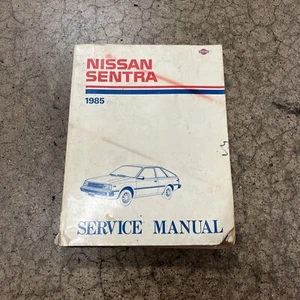 NISSAN
SENTRA
1985
SERVICE MANUAL